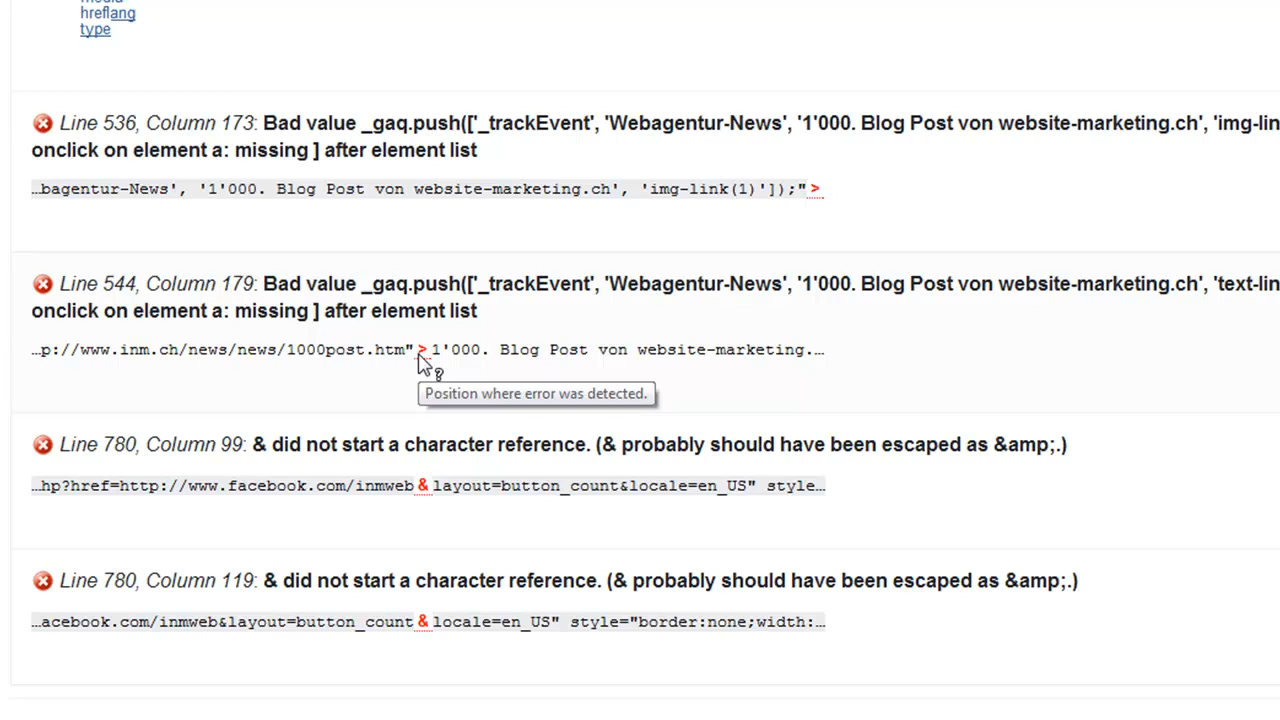 hreflang
type
Line 536, Column 173: Bad value _gaq.push(['_trackEvent', 'Webagentur-News', '1'000. Blog Post von website-marketing.ch', 'img-lin
onclick on element a: missing ] after element list
…bagentur-News', '1'000. Blog Post von website-marketing.ch', 'img-link(1)']);">
Line 544, Column 179: Bad value _gaq.push(['_trackEvent', 'Webagentur-News', '1'000. Blog Post von website-marketing.ch', 'text-lin
onclick on element a: missing ] after element list
…p://www.inm.ch/news/news/1000post.htm">1'000. Blog Post von website-marketing.…
Position where error was detected.
Line 780, Column 99: & did not start a character reference. (& probably should have been escaped as &amp;.)
…hp?href=http://www.facebook.com/inmweb&layout=button_count&locale=en_US" style…
Line 780, Column 119: & did not start a character reference. (& probably should have been escaped as &amp;.)
…acebook.com/inmweb&layout=button_count&locale=en_US" style="border:none;width:…